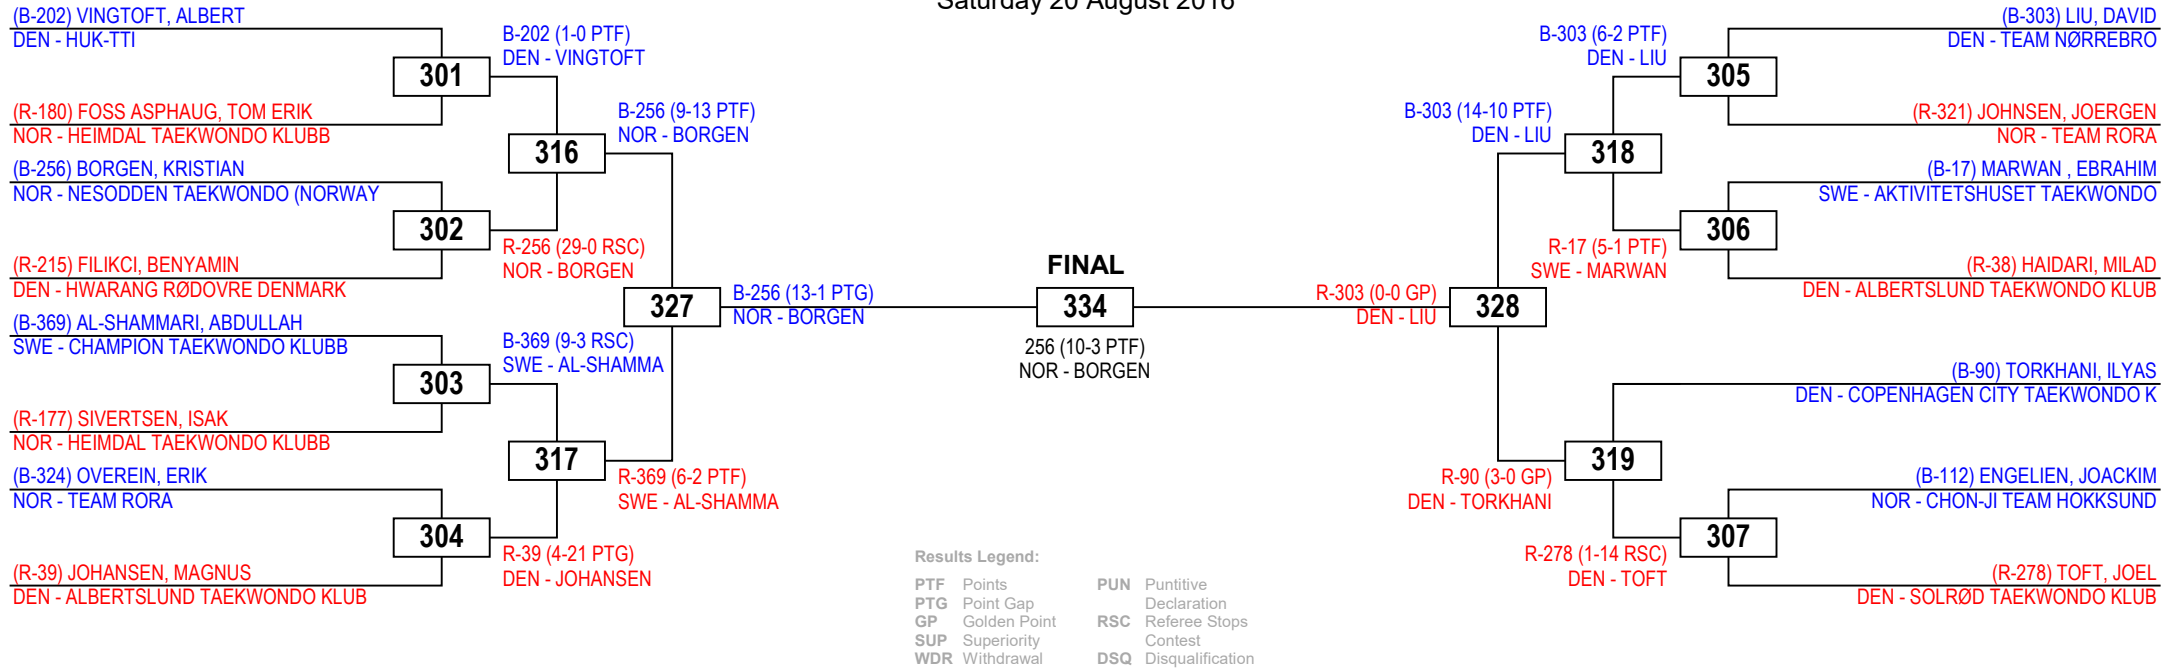 Saturday 20 August 2016
(B-202) VINGTOFT, ALBERT
DEN - HUK-TTI
(R-180) FOSS ASPHAUG, TOM ERIK
NOR - HEIMDAL TAEKWONDO KLUBB
(B-256) BORGEN, KRISTIAN
NOR - NESODDEN TAEKWONDO (NORWAY
(R-215) FILIKCI, BENYAMIN
DEN - HWARANG RØDOVRE DENMARK
(B-369) AL-SHAMMARI, ABDULLAH
SWE - CHAMPION TAEKWONDO KLUBB
(R-177) SIVERTSEN, ISAK
NOR - HEIMDAL TAEKWONDO KLUBB
(B-324) OVEREIN, ERIK
NOR - TEAM RORA
(R-39) JOHANSEN, MAGNUS
DEN - ALBERTSLUND TAEKWONDO KLUB
301
302
303
304
B-202 (1-0 PTF)
DEN - VINGTOFT
R-256 (29-0 RSC)
NOR - BORGEN
B-369 (9-3 RSC)
SWE - AL-SHAMMA
R-39 (4-21 PTG)
DEN - JOHANSEN
316
317
B-256 (9-13 PTF)
NOR - BORGEN
R-369 (6-2 PTF)
SWE - AL-SHAMMA
327
B-256 (13-1 PTG)
NOR - BORGEN
FINAL
334
256 (10-3 PTF)
NOR - BORGEN
R-303 (0-0 GP)
DEN - LIU
328
B-303 (14-10 PTF)
DEN - LIU
R-90 (3-0 GP)
DEN - TORKHANI
318
319
B-303 (6-2 PTF)
DEN - LIU
R-17 (5-1 PTF)
SWE - MARWAN
R-278 (1-14 RSC)
DEN - TOFT
305
306
307
(B-303) LIU, DAVID
DEN - TEAM NØRREBRO
(R-321) JOHNSEN, JOERGEN
NOR - TEAM RORA
(B-17) MARWAN , EBRAHIM
SWE - AKTIVITETSHUSET TAEKWONDO
(R-38) HAIDARI, MILAD
DEN - ALBERTSLUND TAEKWONDO KLUB
(B-90) TORKHANI, ILYAS
DEN - COPENHAGEN CITY TAEKWONDO K
(B-112) ENGELIEN, JOACKIM
NOR - CHON-JI TEAM HOKKSUND
(R-278) TOFT, JOEL
DEN - SOLRØD TAEKWONDO KLUB
Results Legend:
PTF Points
PTG Point Gap
GP Golden Point
SUP Superiority
WDR Withdrawal
PUN Puntitive
Declaration
RSC Referee Stops
Contest
DSQ Disqualification